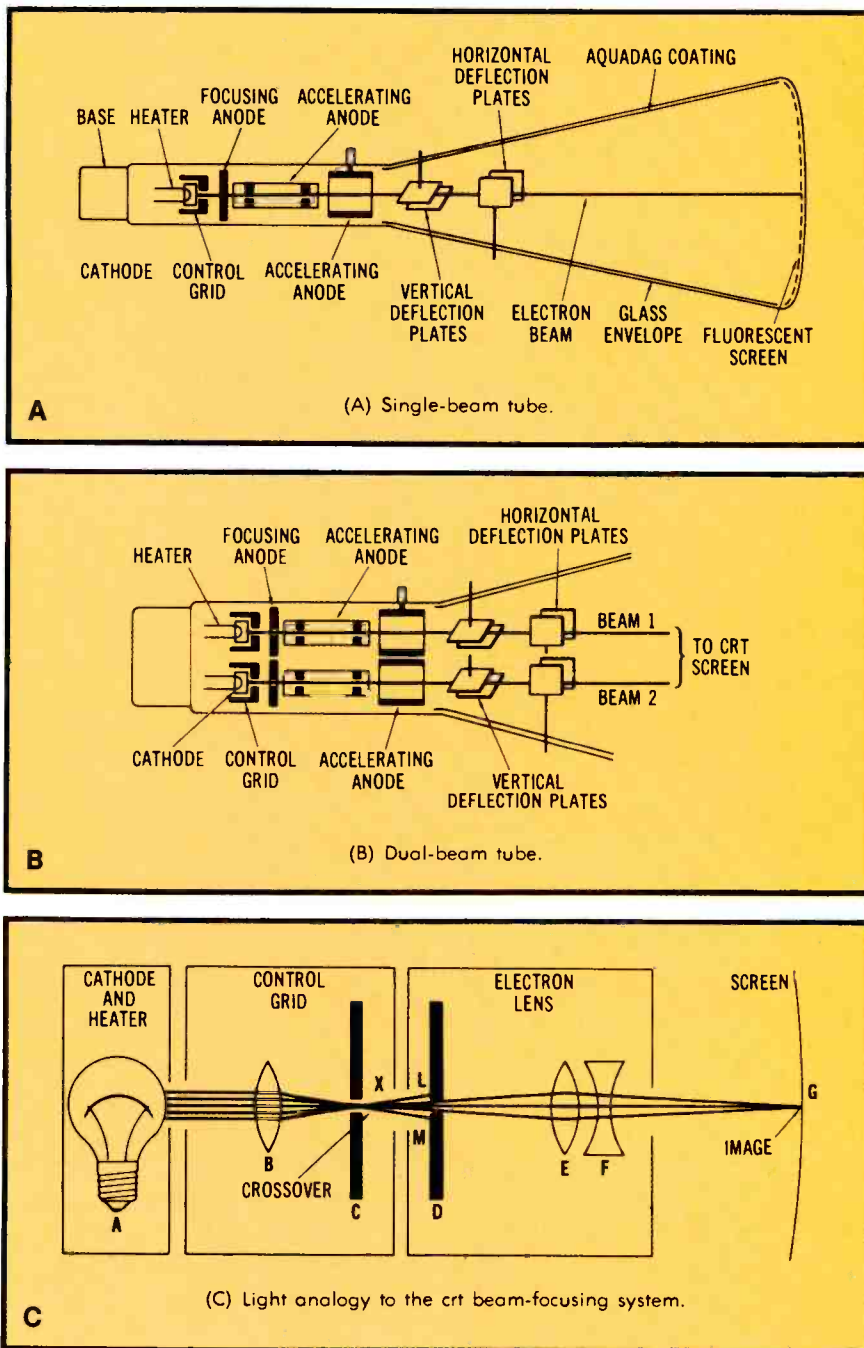 HORIZONTAL
DEFLECTION
PLATES
AQUADAG COATING
FOCUSING
ANODE
ACCELERATING
ANODE
BASE
HEATER
CATHODE
CONTROL
GRID
ACCELERATING
ANODE
VERTICAL
DEFLECTION
PLATES
ELECTRON
BEAM
GLASS
ENVELOPE
FLUORESCENT
SCREEN
A
(A) Single-beam tube.
HORIZONTAL
DEFLECTION PLATES
FOCUSING
ANODE
ACCELERATING
ANODE
HEATER
BEAM 1
TO CRT
SCREEN
BEAM 2
CATHODE
CONTROL
GRID
ACCELERATING
ANODE
VERTICAL
DEFLECTION PLATES
B
(B) Dual-beam tube.
CATHODE
AND
HEATER
CONTROL
GRID
ELECTRON
LENS
SCREEN
X
L
G
M
IMAGE
B
CROSSOVER
E
F
A
C
D
(C) Light analogy to the crt beam-focusing system.
C